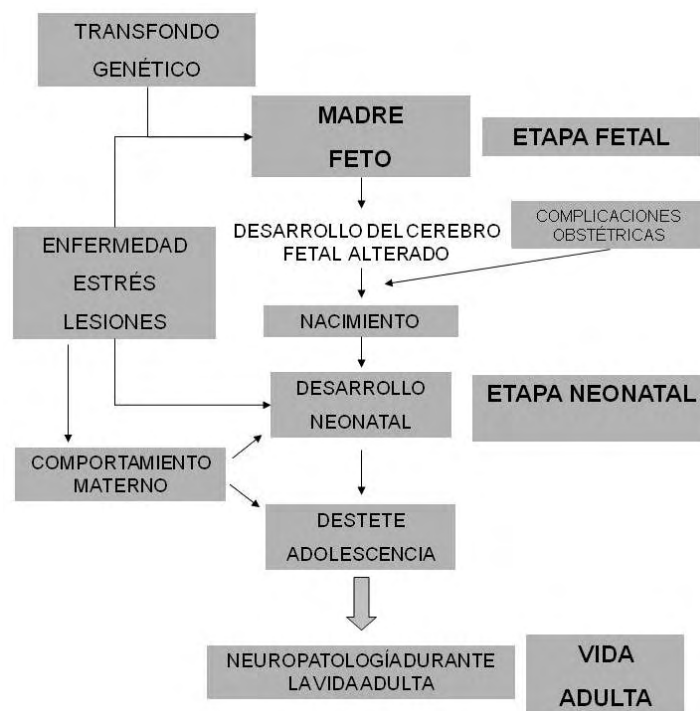 TRANSFONDO
GENÉTICO
MADRE
FETO
ETAPA FETAL
COMPLICACIONES
OBSTÉTRICAS
DESARROLLO DEL CEREBRO
FETAL ALTERADO
ENFERMEDAD
ESTRÉS
LESIONES
NACIMIENTO
DESARROLLO
NEONATAL
ETAPA NEONATAL
COMPORTAMIENTO
MATERNO
DESTETE
ADOLESCENCIA
NEUROPATOLOGÍA DURANTE
LA VIDA ADULTA
VIDA
ADULTA